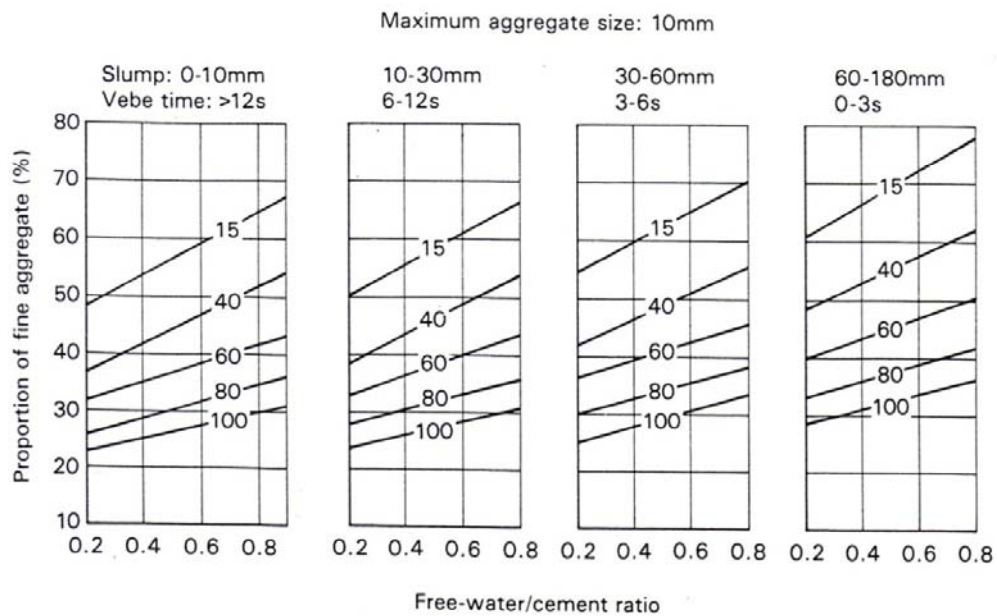 Maximum aggregate size: 10mm
Slump: 0-10mm
Vebe time: >12s
10-30mm
6-12s
30-60mm
3-6s
60-180mm
0-3s
Proportion of fine aggregate (%)
80
70
60
50
40
30
20
10
15
40
60
80
100
0.2 0.4 0.6 0.8
15
40
60
80
100
0.2 0.4 0.6 0.8
15
40
60
80
100
0.2 0.4 0.6 0.8
15
40
60
80
100
0.2 0.4 0.6 0.8
Free-water/cement ratio